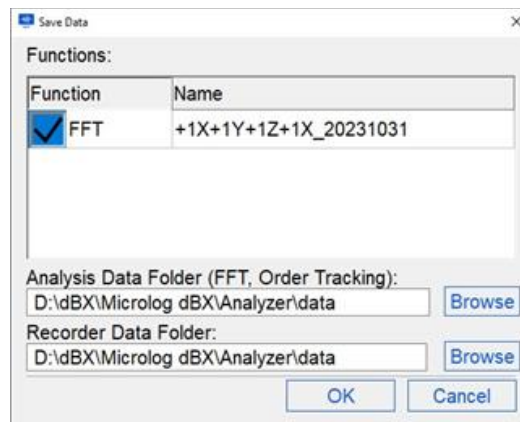 Save Data
Functions:
Function Name
FFT +1X+1Y+1Z+1X_20231031
Analysis Data Folder (FFT, Order Tracking):
D:\dBX\Microlog dBX\Analyzer\data Browse
Recorder Data Folder:
D:\dBX\Microlog dBX\Analyzer\data Browse
OK Cancel